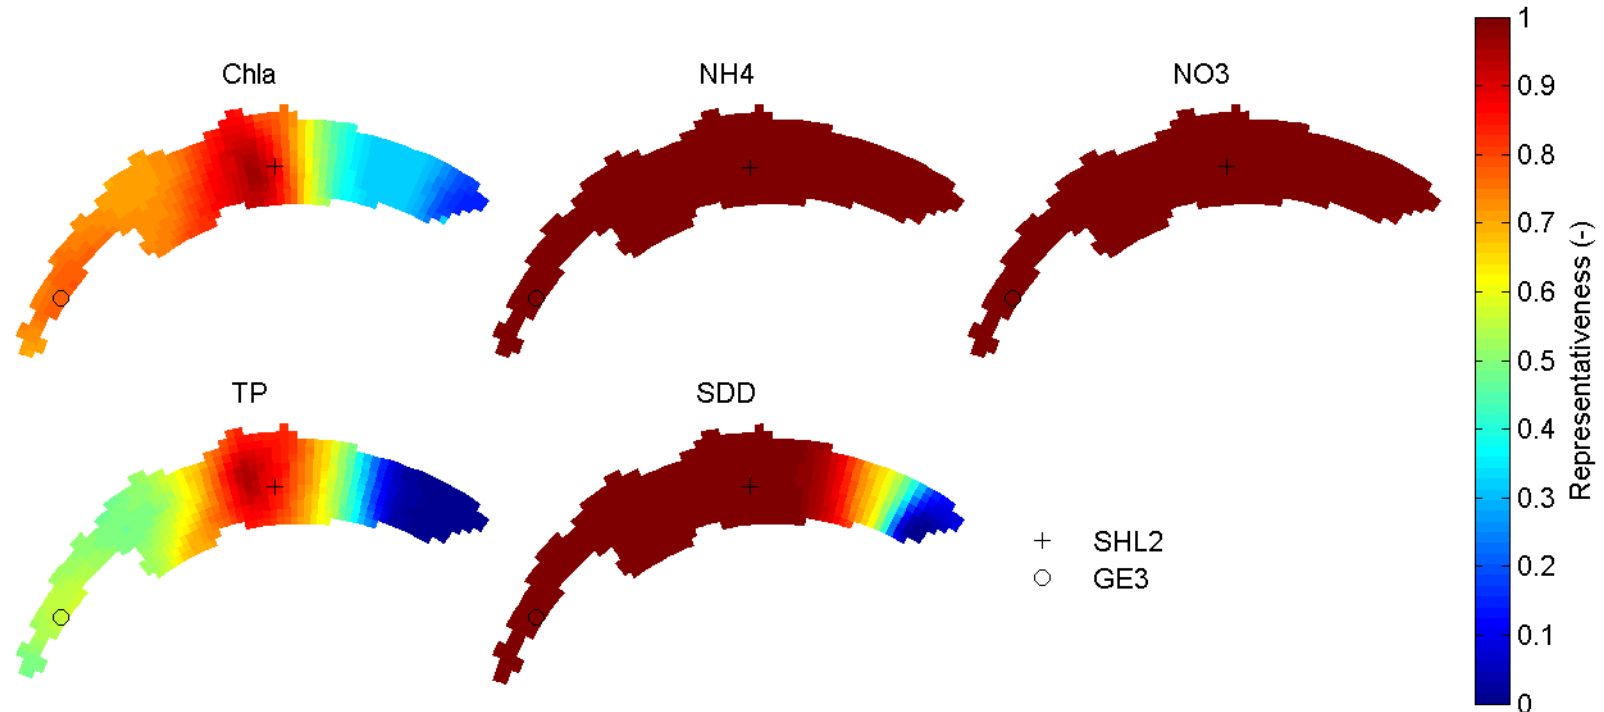 Chla
NH4
NO3
TP
SDD
SHL2
GE3
1
0.9
0.8
0.7
0.6
0.5
0.4
0.3
0.2
0.1
0
Representativeness (-)